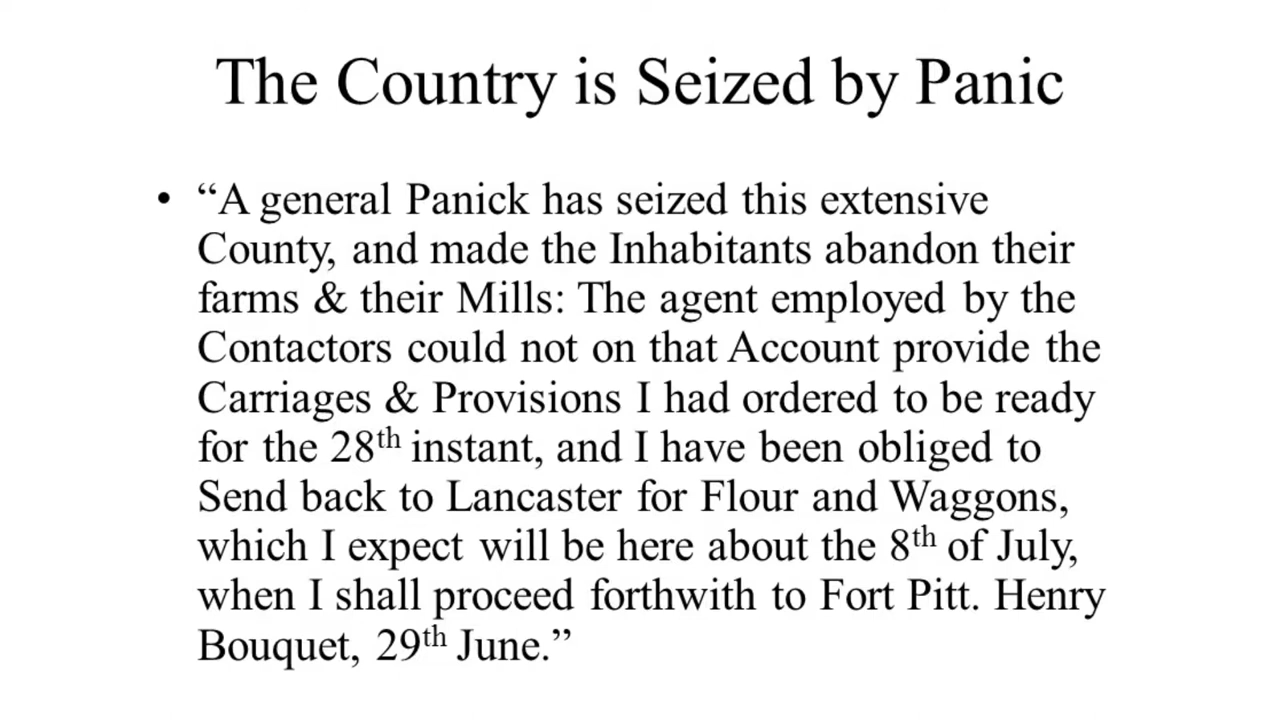 The Country is Seized by Panic
• “A general Panick has seized this extensive
County, and made the Inhabitants abandon their
farms & their Mills: The agent employed by the
Contactors could not on that Account provide the
Carriages & Provisions I had ordered to be ready
for the 28th instant, and I have been obliged to
Send back to Lancaster for Flour and Waggons,
which I expect will be here about the 8th of July,
when I shall proceed forthwith to Fort Pitt. Henry
Bouquet, 29th June.”